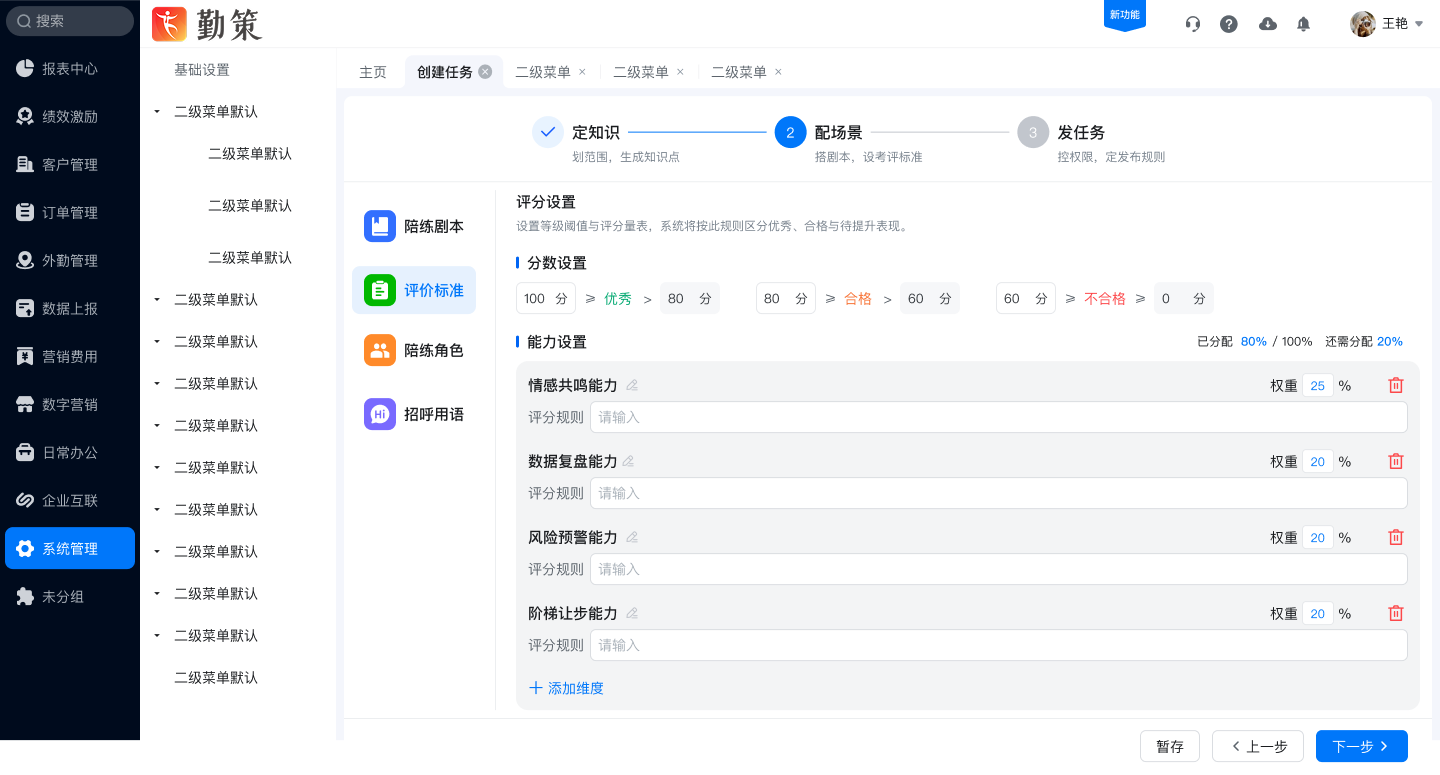 搜索
报表中心
绩效激励
客户管理
订单管理
外勤管理
数据上报
营销费用
数字营销
日常办公
企业互联
系统管理
未分组
勤策
新功能
王艳
基础设置
二级菜单默认
二级菜单默认
二级菜单默认
二级菜单默认
二级菜单默认
二级菜单默认
二级菜单默认
二级菜单默认
二级菜单默认
二级菜单默认
二级菜单默认
二级菜单默认
二级菜单默认
二级菜单默认
主页 创建任务 × 二级菜单 × 二级菜单 × 二级菜单 ×
定知识 2 配场景 3 发任务
划范围，生成知识点 搭剧本，设考评标准 控权限，定发布规则
陪练剧本
评价标准
陪练角色
Hi 招呼用语
评分设置
设置等级阈值与评分量表，系统将按此规则区分优秀、合格与待提升表现。
分数设置
100 分 ≥ 优秀 > 80 分 80 分 ≥ 合格 > 60 分 60 分 ≥ 不合格 ≥ 0 分
能力设置 已分配 80% / 100% 还需分配 20%
情感共鸣能力 权重 25 %
评分规则 请输入
数据复盘能力 权重 20 %
评分规则 请输入
风险预警能力 权重 20 %
评分规则 请输入
阶梯让步能力 权重 20 %
评分规则 请输入
添加维度
暂存 上一步 下一步